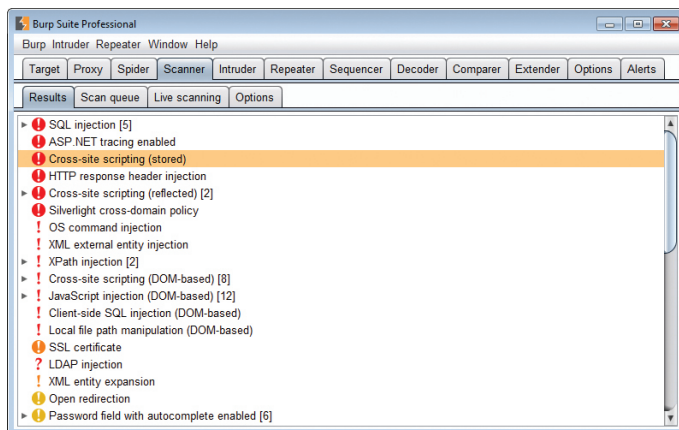 Burp Suite Professional
Burp Intruder Repeater Window Help
Target Proxy Spider Scanner Intruder Repeater Sequencer Decoder Comparer Extender Options Alerts
Results Scan queue Live scanning Options
SQL injection [5]
ASP.NET tracing enabled
Cross-site scripting (stored)
HTTP response header injection
Cross-site scripting (reflected) [2]
Silverlight cross-domain policy
OS command injection
XML external entity injection
XPath injection [2]
Cross-site scripting (DOM-based) [8]
JavaScript injection (DOM-based) [12]
Client-side SQL injection (DOM-based)
Local file path manipulation (DOM-based)
SSL certificate
LDAP injection
XML entity expansion
Open redirection
Password field with autocomplete enabled [6]